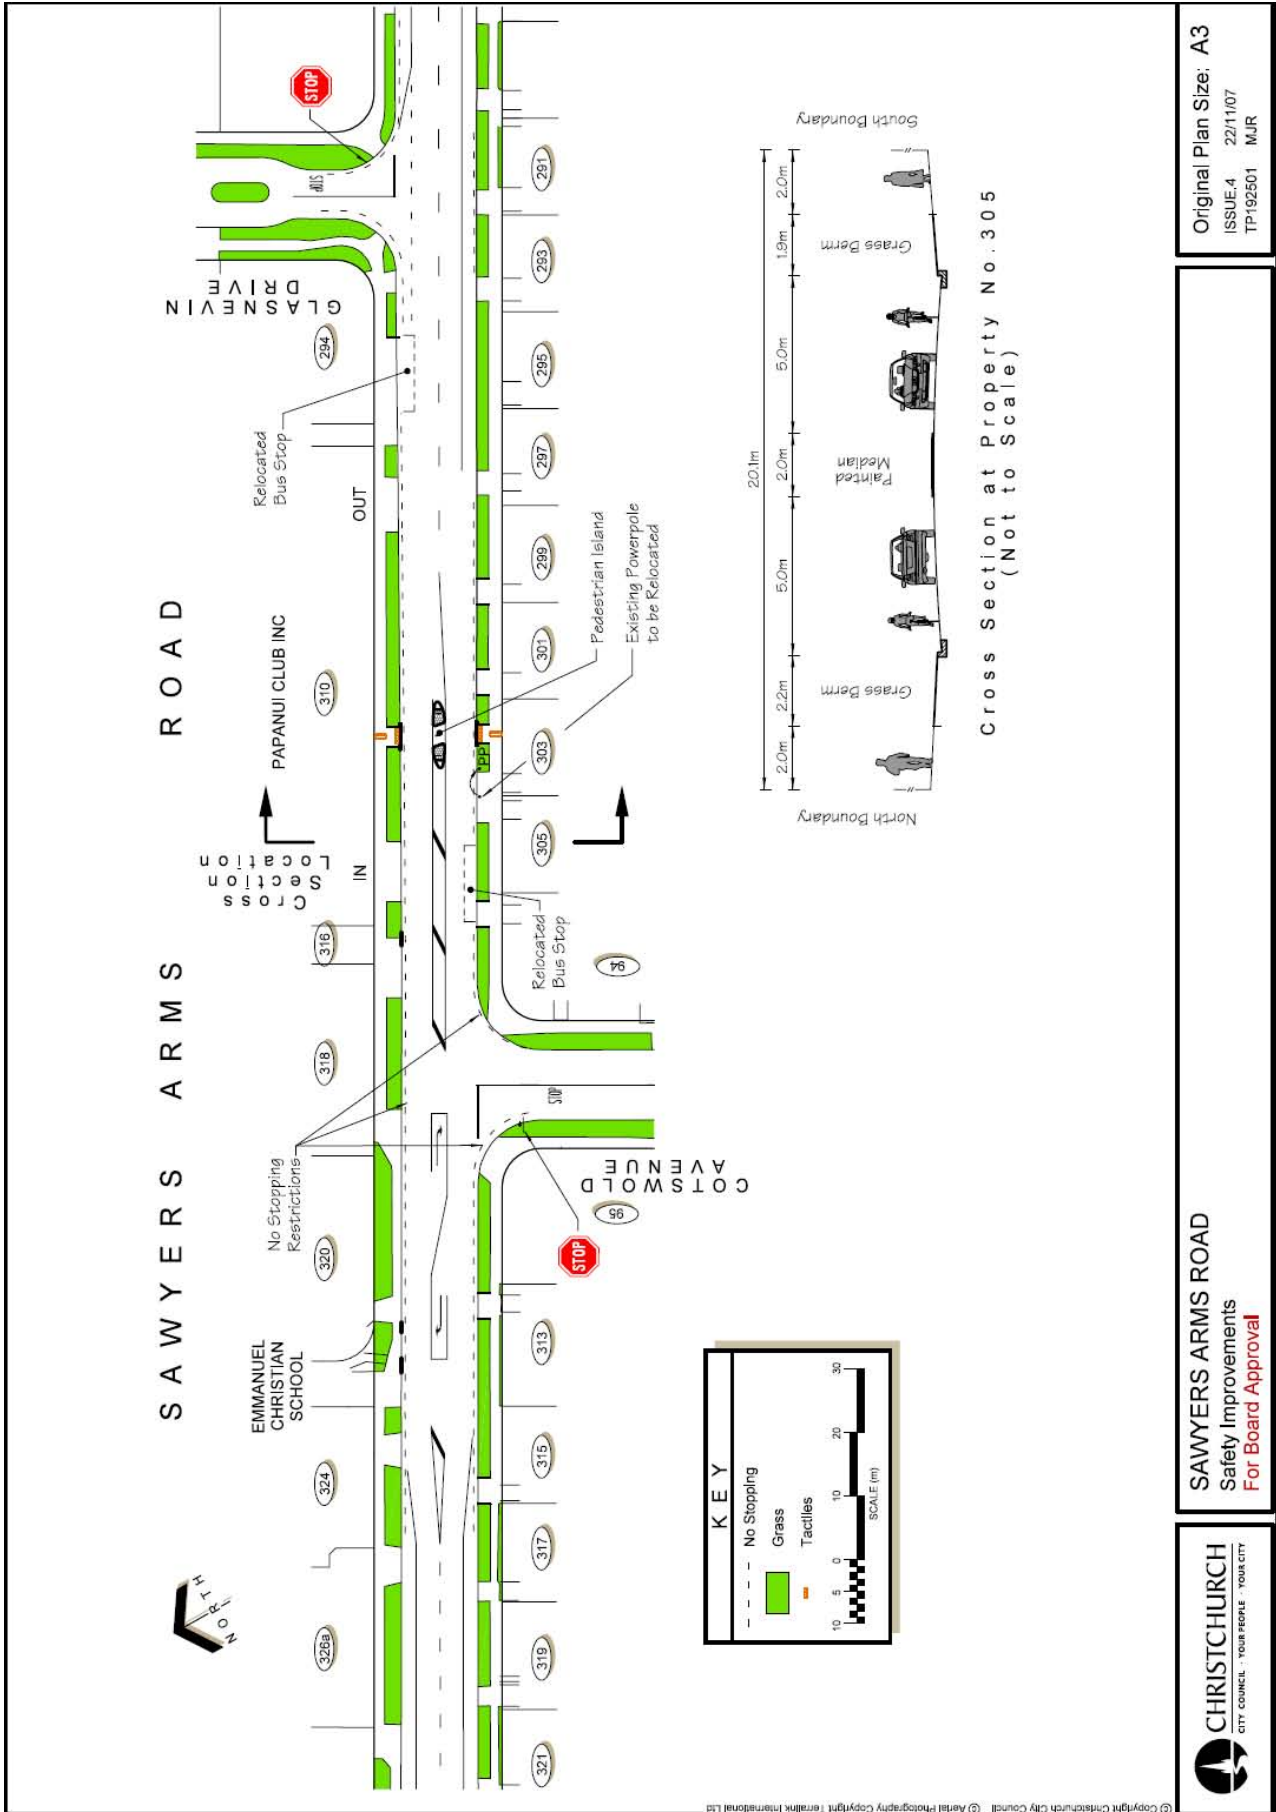 SAWYERS ARMS ROAD
GLASNEVIN
DRIVE
STOP
STOP
294
Relocated
Bus Stop
OUT
310
PAPANUI CLUB INC
Cross
Section
Location
IN
316
318
No Stopping
Restrictions
320
EMMANUEL
CHRISTIAN
SCHOOL
324
326a
NORTH
291
293
295
297
299
301
303
305
PP
Pedestrian Island
Existing Powerpole
to be Relocated
Relocated
Bus Stop
94
STOP
COTSWOLD
AVENUE
95
STOP
313
315
317
319
321
North Boundary
South Boundary
20.1m
2.0m
2.2m
5.0m
2.0m
5.0m
1.9m
2.0m
Grass Berm
Painted
Median
Grass Berm
Cross Section at Property No.305
(Not to Scale)
KEY
No Stopping
Grass
Tactiles
10 5 0 10 20 30
SCALE (m)
© Copyright Christchurch City Council © Aerial Photography Copyright Terralink International Ltd
CHRISTCHURCH
CITY COUNCIL · YOUR PEOPLE · YOUR CITY
SAWYERS ARMS ROAD
Safety Improvements
For Board Approval
Original Plan Size: A3
ISSUE.4 22/11/07
TP192501 MJR